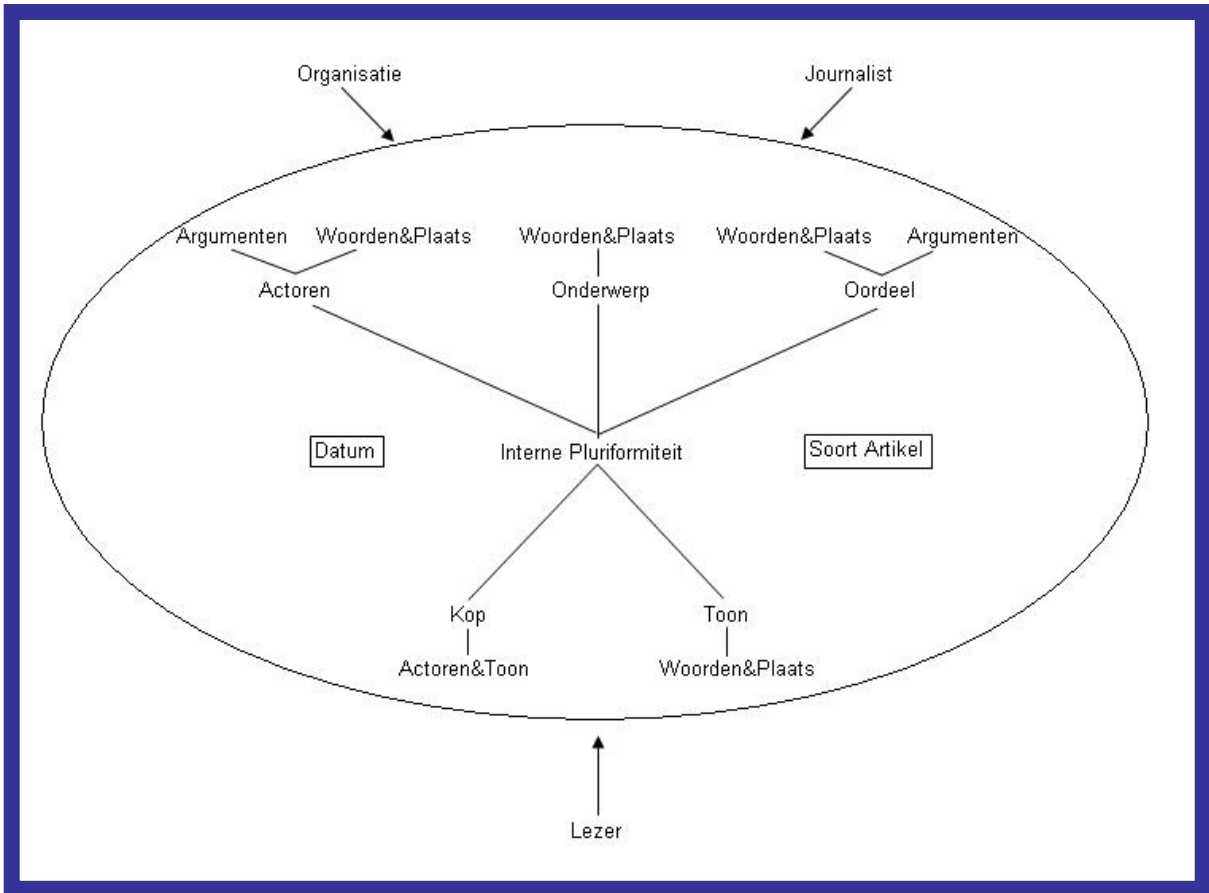 Organisatie
Journalist
Argumenten
Woorden&Plaats
Woorden&Plaats
Woorden&Plaats
Argumenten
Actoren
Onderwerp
Oordeel
Datum
Interne Pluriformiteit
Soort Artikel
Kop
Toon
Actoren&Toon
Woorden&Plaats
Lezer